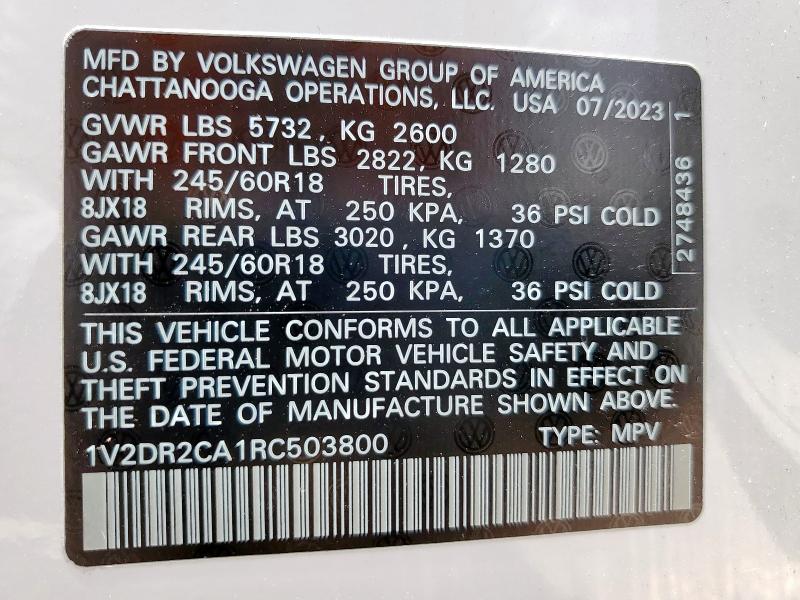 MFD BY VOLKSWAGEN GROUP OF AMERICA
CHATTANOOGA OPERATIONS, LLC. USA 07/2023
GVWR LBS 5732, KG 2600
GAWR FRONT LBS 2822, KG 1280
WITH 245/60R18 TIRES,
8JX18 RIMS, AT 250 KPA, 36 PSI COLD
GAWR REAR LBS 3020, KG 1370
WITH 245/60R18 TIRES,
8JX18 RIMS, AT 250 KPA, 36 PSI COLD
2748436 1
THIS VEHICLE CONFORMS TO ALL APPLICABLE
U.S. FEDERAL MOTOR VEHICLE SAFETY AND
THEFT PREVENTION STANDARDS IN EFFECT ON
THE DATE OF MANUFACTURE SHOWN ABOVE.
1V2DR2CA1RC503800 TYPE: MPV